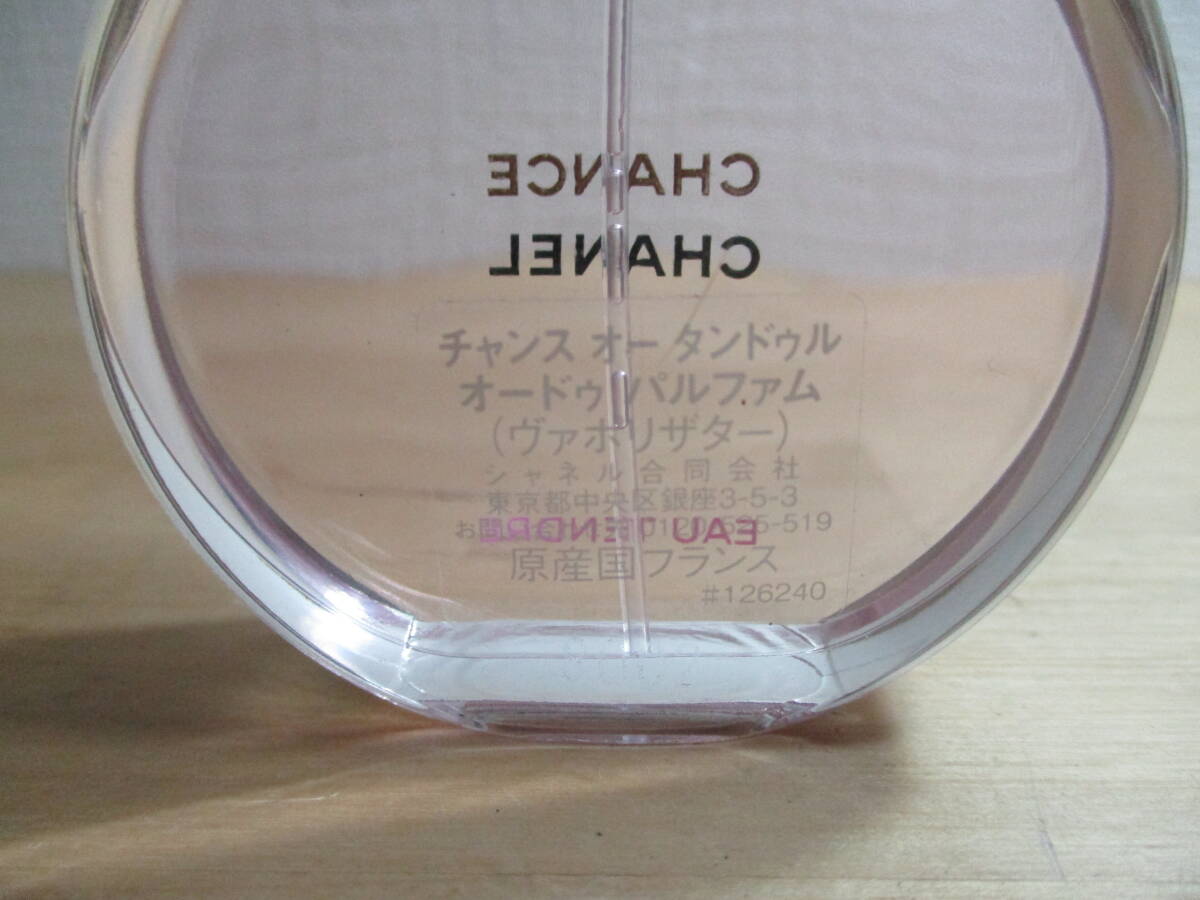 CHANCE
CHANEL
チャンス オー タンドゥル
オードゥ パルファム
(ヴァポリザター)
シャネル合同会社
東京都中央区銀座3-5-3
EAU TENDRE
原産国フランス
#126240